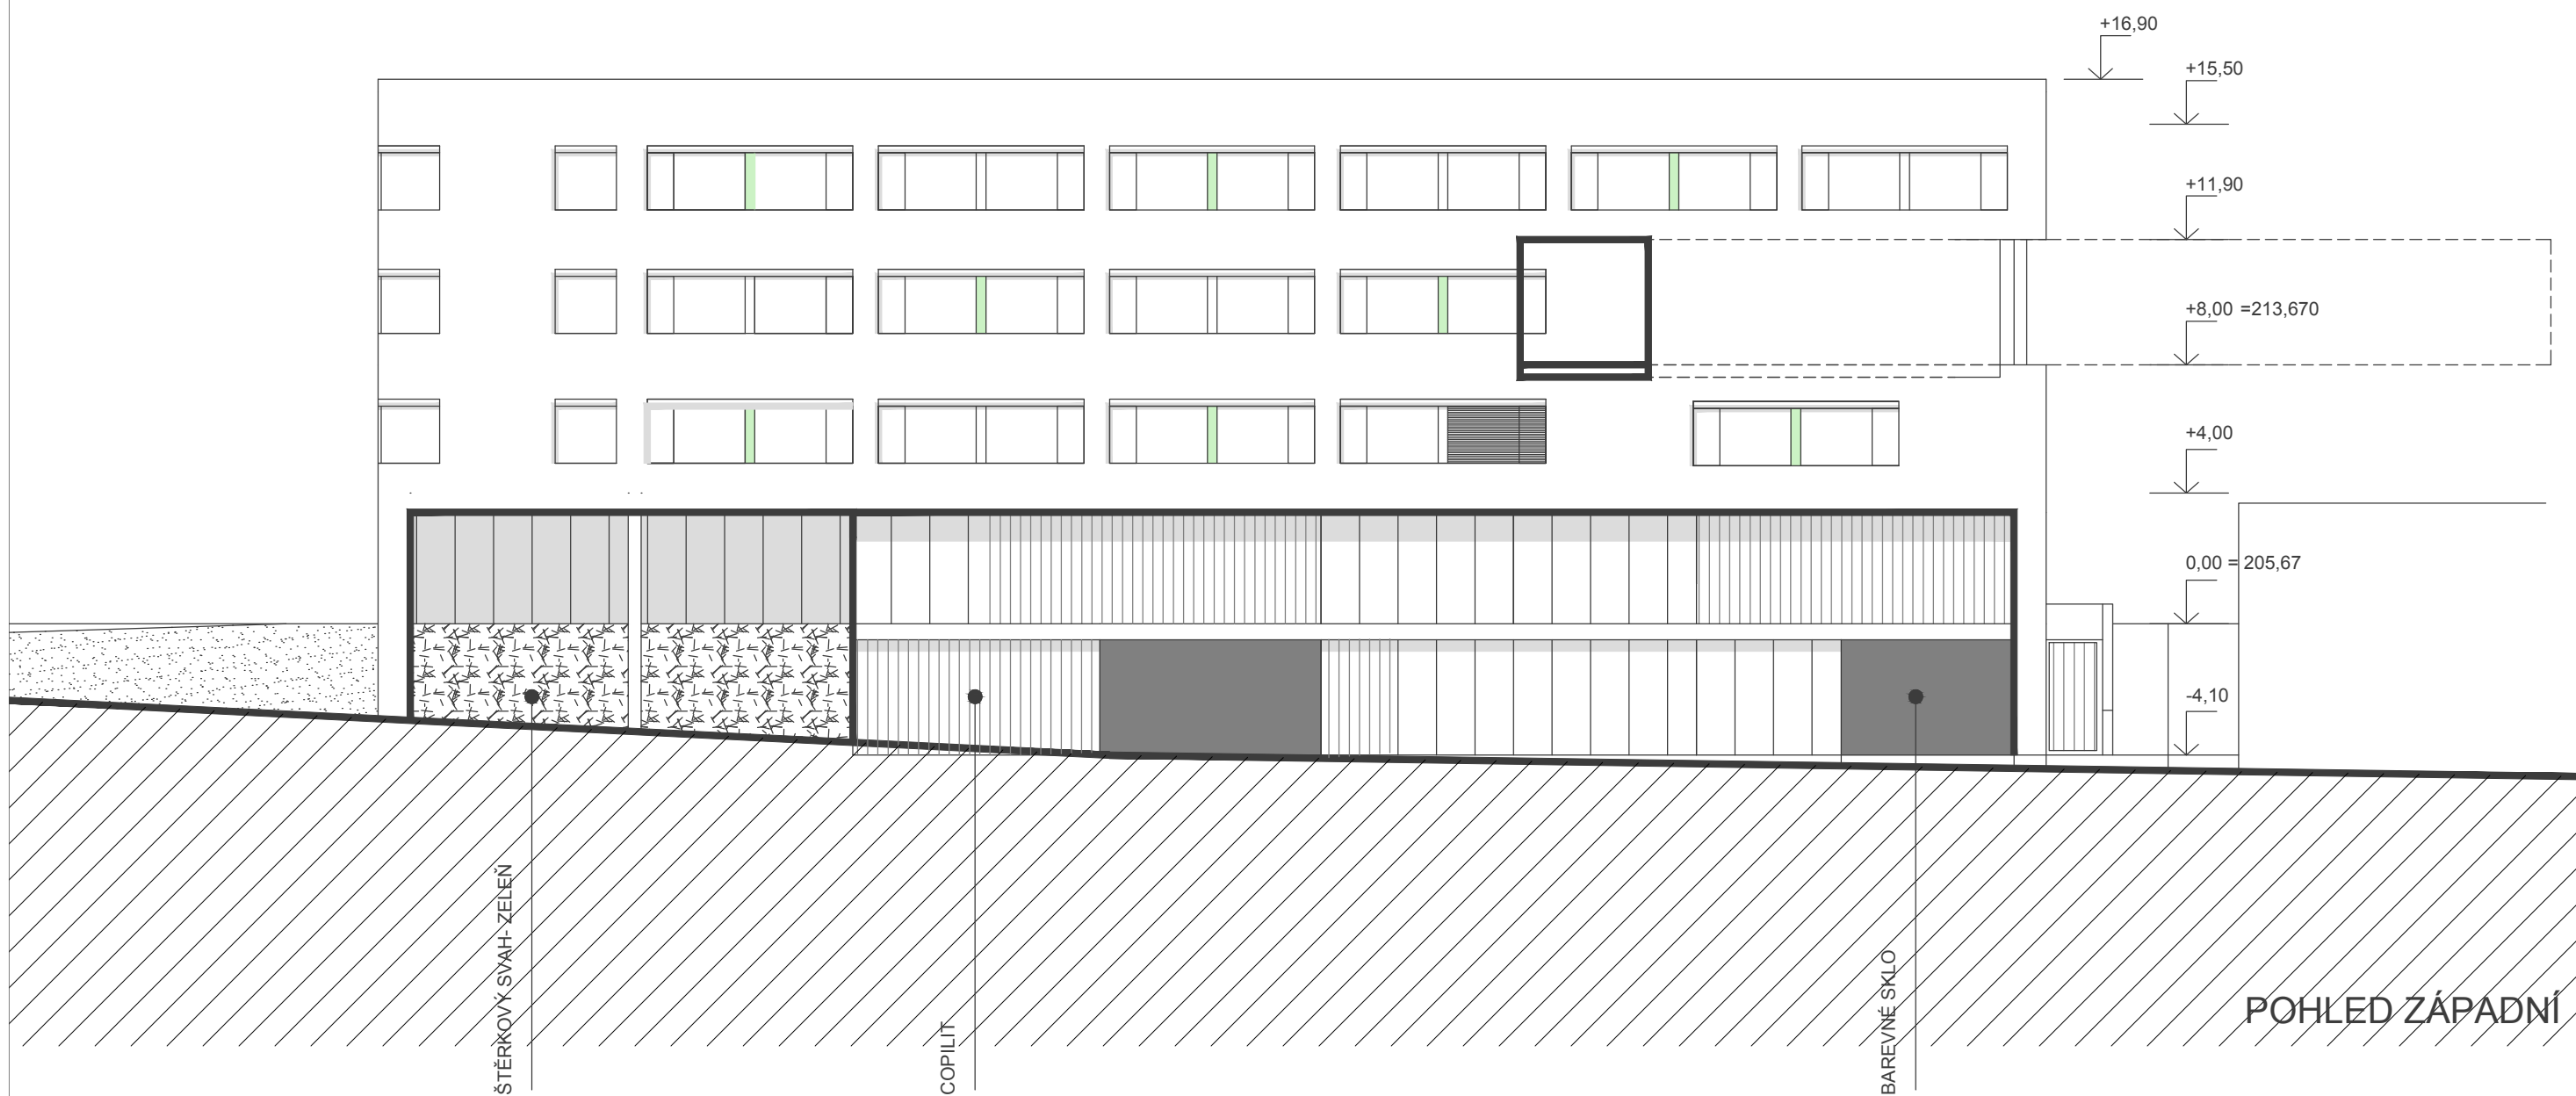 +16,90
+15,50
+11,90
+8,00 =213,670
+4,00
0,00 = 205,67
-4,10
ŠTĚRKOVÝ SVAH- ZELEŇ
COPILIT
BAREVNÉ SKLO
POHLED ZÁPADNÍ